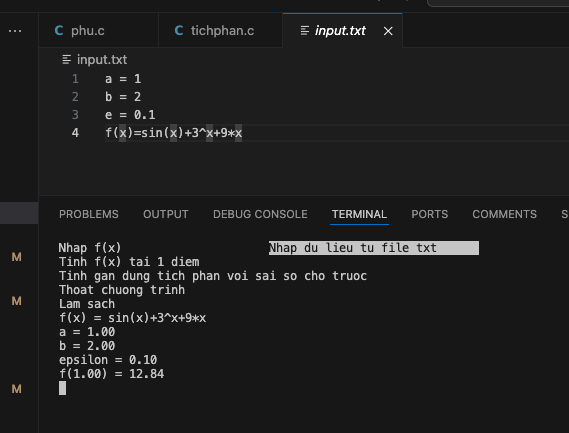 C phu.c C tichphan.c input.txt ×
input.txt
1 a = 1
2 b = 2
3 e = 0.1
4 f(x)=sin(x)+3^x+9*x
PROBLEMS OUTPUT DEBUG CONSOLE TERMINAL PORTS COMMENTS S
Nhap f(x) Nhap du lieu tu file txt
Tinh f(x) tai 1 diem
M Tinh gan dung tich phan voi sai so cho truoc
Thoat chuong trinh
M Lam sach
f(x) = sin(x)+3^x+9*x
a = 1.00
b = 2.00
epsilon = 0.10
f(1.00) = 12.84
M